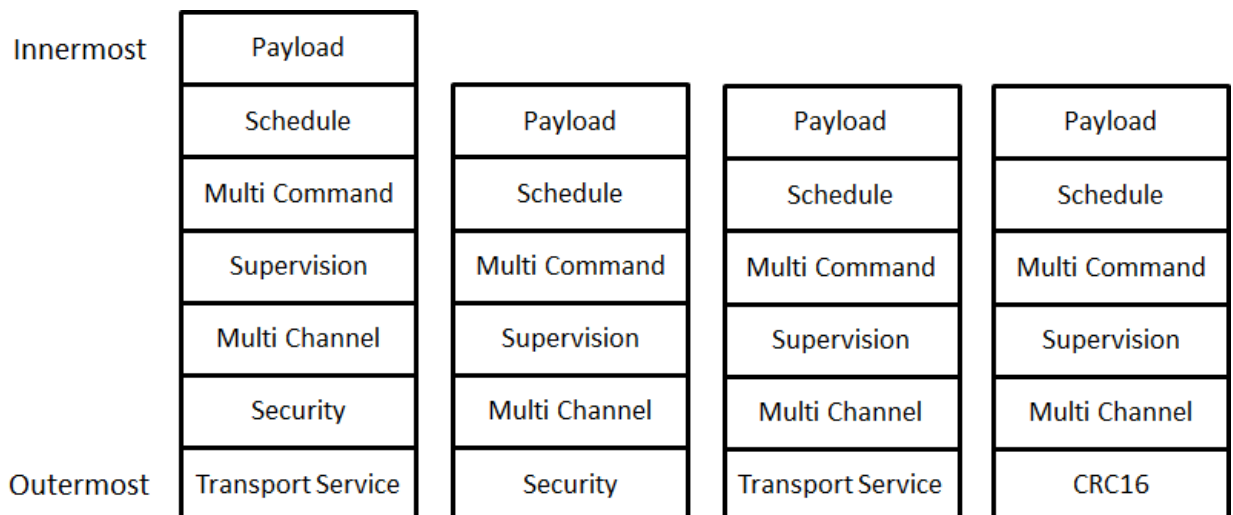 Innermost
Payload
Schedule
Payload
Payload
Payload
Multi Command
Schedule
Schedule
Schedule
Supervision
Multi Command
Multi Command
Multi Command
Multi Channel
Supervision
Supervision
Supervision
Security
Multi Channel
Multi Channel
Multi Channel
Outermost
Transport Service
Security
Transport Service
CRC16